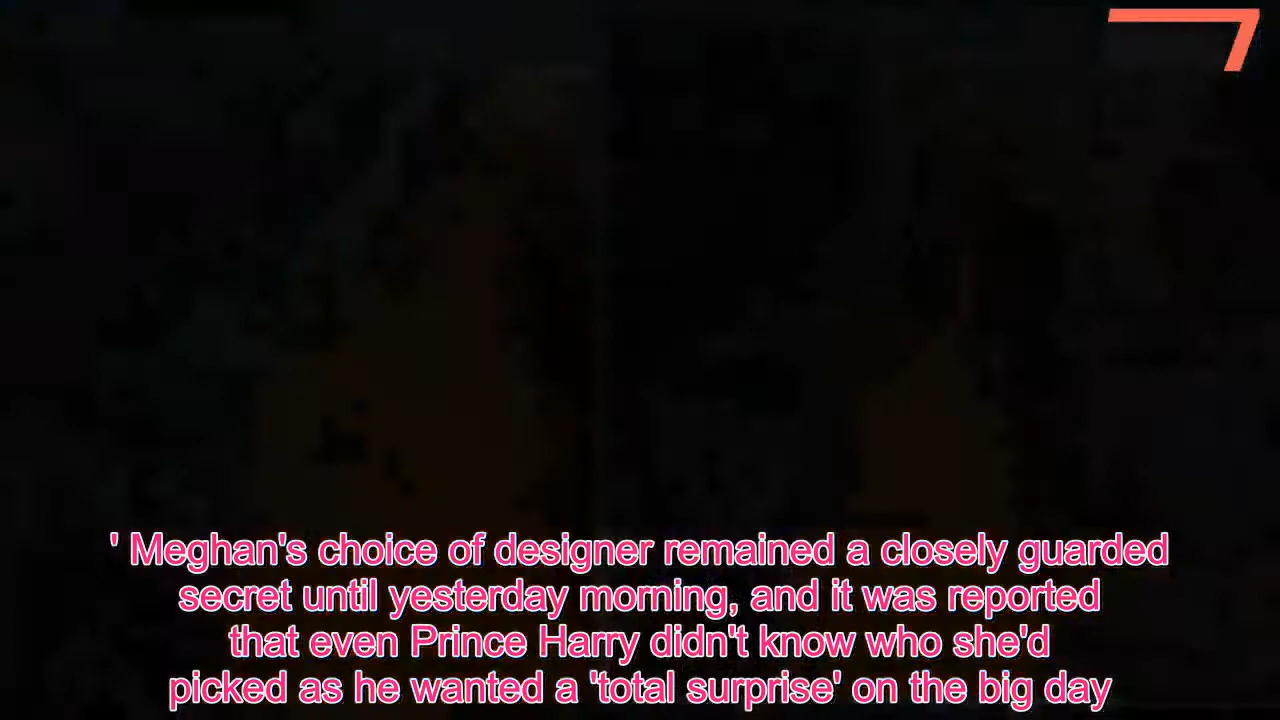 ' Meghan's choice of designer remained a closely guarded
secret until yesterday morning, and it was reported
that even Prince Harry didn't know who she'd
picked as he wanted a 'total surprise' on the big day